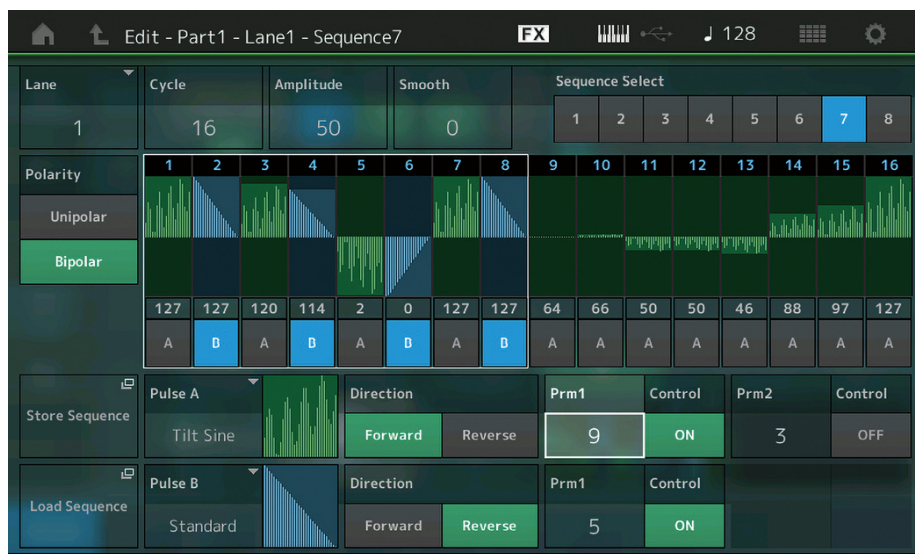 Edit - Part1 - Lane1 - Sequence7 FX ♩ 128
Lane Cycle Amplitude Smooth Sequence Select
1 16 50 0 1 2 3 4 5 6 7 8
Polarity 1 2 3 4 5 6 7 8 9 10 11 12 13 14 15 16
Unipolar
Bipolar
127 127 120 114 2 0 127 127 64 66 50 50 46 88 97 127
A B A B A B A B A A A A A A A A
Store Sequence Pulse A Direction Prm1 Control Prm2 Control
Tilt Sine Forward Reverse 9 ON 3 OFF
Load Sequence Pulse B Direction Prm1 Control
Standard Forward Reverse 5 ON